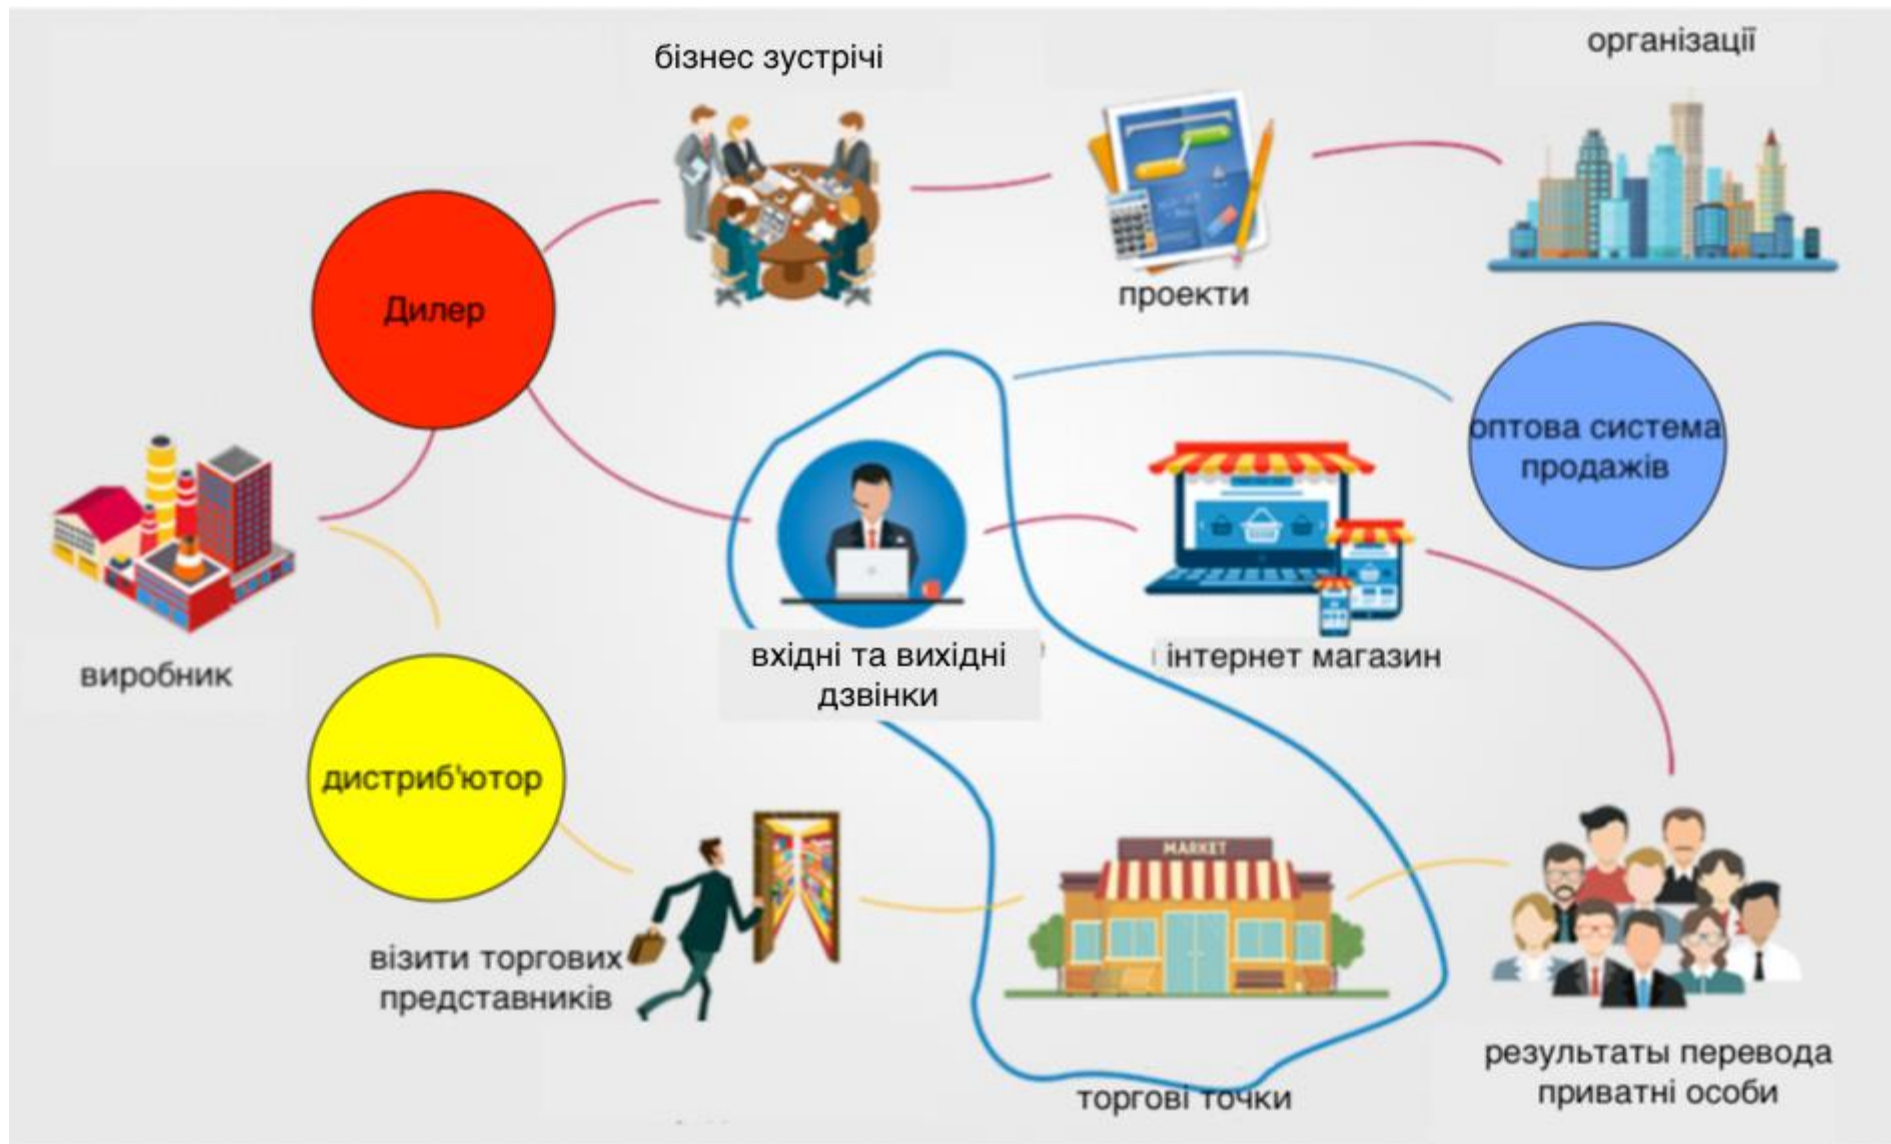 бізнес зустрічі
організації
Дилер
проекти
оптова система
продажів
виробник
вхідні та вихідні
дзвінки
інтернет магазин
дистриб'ютор
MARKET
візити торгових
представників
торгові точки
результаты перевода
приватні особи